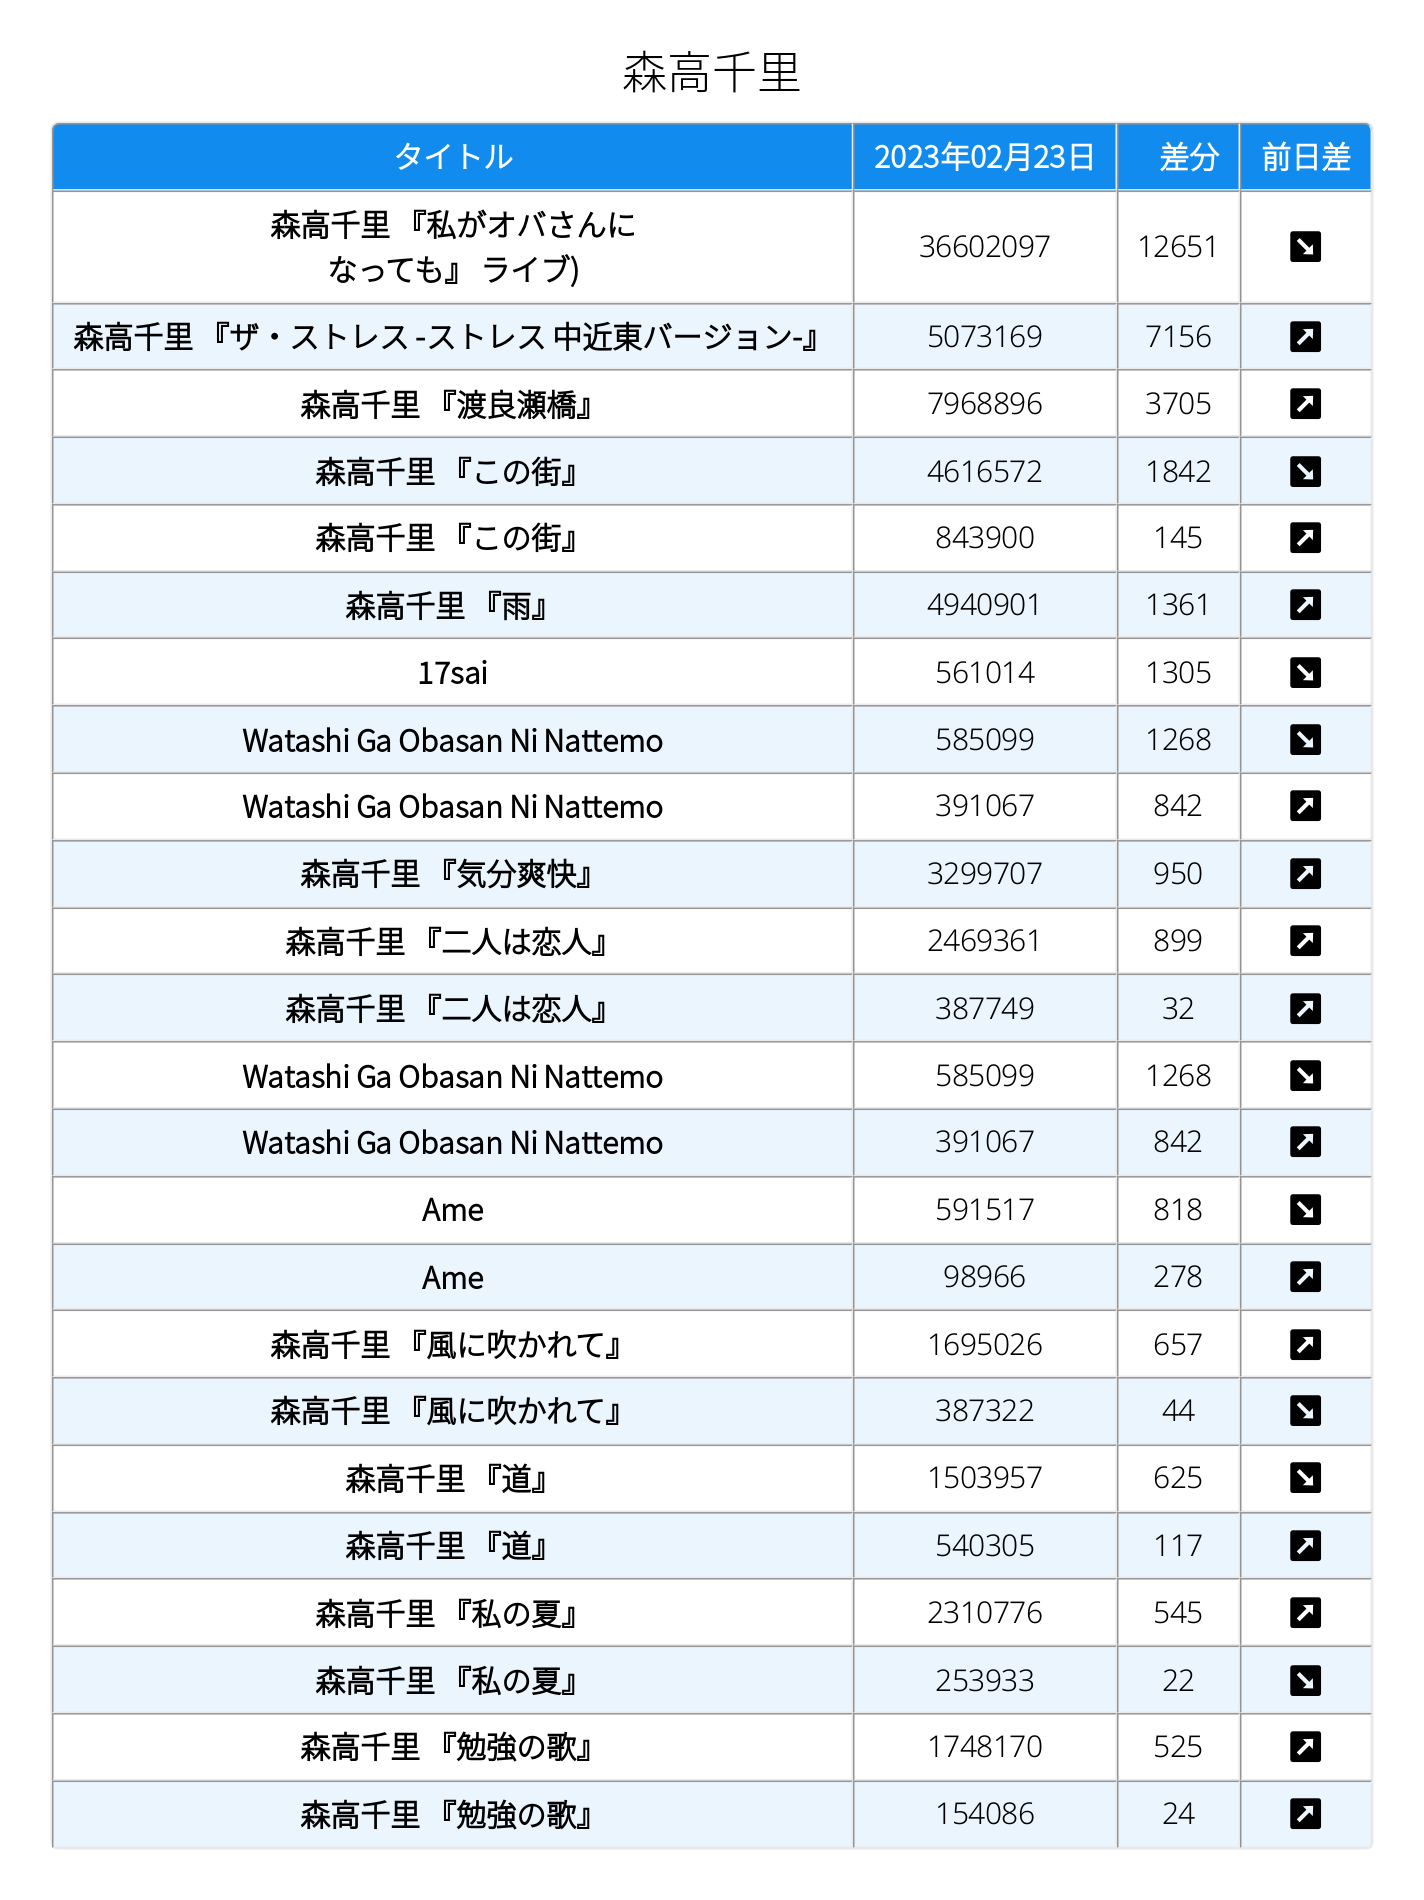 森高千里
タイトル 2023年02月23日 差分 前日差
森高千里 『私がオバさんに
なっても』 ライブ) 36602097 12651
森高千里 『ザ・ストレス -ストレス 中近東バージョン-』 5073169 7156
森高千里 『渡良瀬橋』 7968896 3705
森高千里 『この街』 4616572 1842
森高千里 『この街』 843900 145
森高千里 『雨』 4940901 1361
17sai 561014 1305
Watashi Ga Obasan Ni Nattemo 585099 1268
Watashi Ga Obasan Ni Nattemo 391067 842
森高千里 『気分爽快』 3299707 950
森高千里 『二人は恋人』 2469361 899
森高千里 『二人は恋人』 387749 32
Watashi Ga Obasan Ni Nattemo 585099 1268
Watashi Ga Obasan Ni Nattemo 391067 842
Ame 591517 818
Ame 98966 278
森高千里 『風に吹かれて』 1695026 657
森高千里 『風に吹かれて』 387322 44
森高千里 『道』 1503957 625
森高千里 『道』 540305 117
森高千里 『私の夏』 2310776 545
森高千里 『私の夏』 253933 22
森高千里 『勉強の歌』 1748170 525
森高千里 『勉強の歌』 154086 24